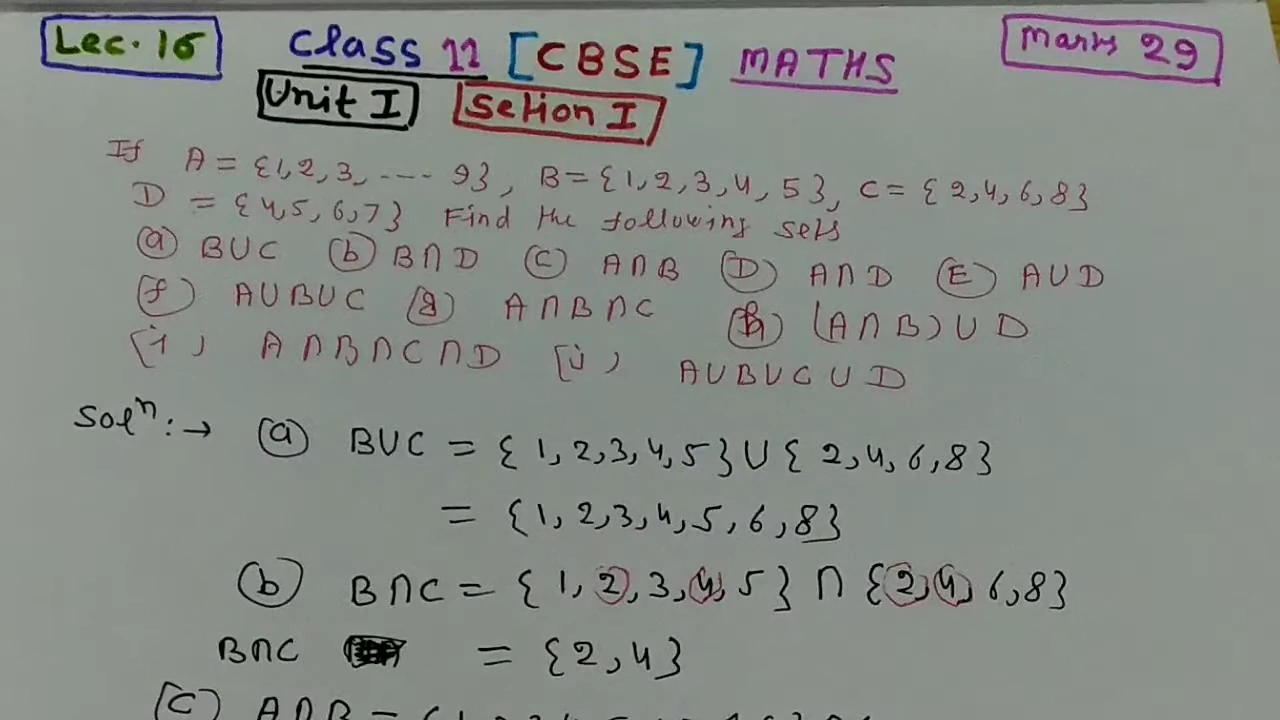 Lec. 16 Class 11 [CBSE] MATHS Marks 29
Unit I Setion I
If A = {1, 2, 3, ---- 9}, B = {1, 2, 3, 4, 5}, C = {2, 4, 6, 8}
D = {4, 5, 6, 7} Find the following sets
(a) B∪C (b) B∩D (C) A∩B (D) A∩D (E) A∪D
(f) A∪B∪C (g) A∩B∩C (h) (A∩B)∪D
[i) A∩B∩C∩D [j) A∪B∪C∪D
Solⁿ:→ (a) B∪C = {1, 2, 3, 4, 5} ∪ {2, 4, 6, 8}
= {1, 2, 3, 4, 5, 6, 8}
(b) B∩C = {1, 2, 3, 4, 5} ∩ {2, 4, 6, 8}
B∩C = {2, 4}
(C) A∩B =